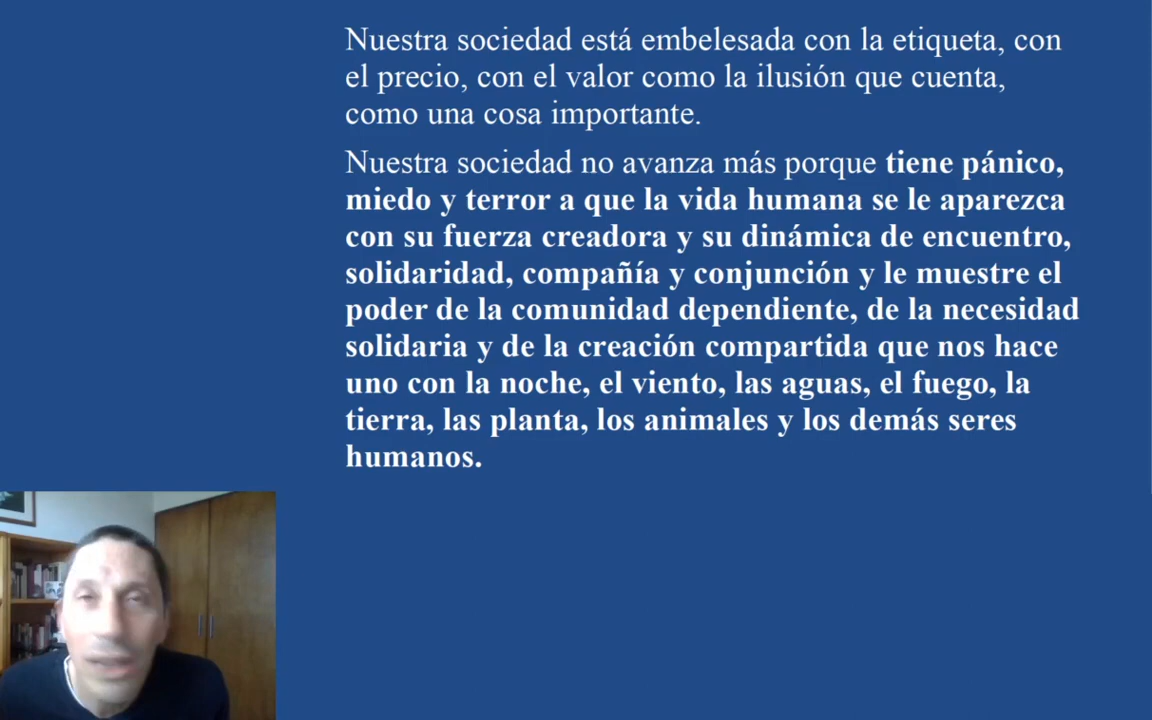 Nuestra sociedad está embelesada con la etiqueta, con
el precio, con el valor como la ilusión que cuenta,
como una cosa importante.
Nuestra sociedad no avanza más porque tiene pánico,
miedo y terror a que la vida humana se le aparezca
con su fuerza creadora y su dinámica de encuentro,
solidaridad, compañía y conjunción y le muestre el
poder de la comunidad dependiente, de la necesidad
solidaria y de la creación compartida que nos hace
uno con la noche, el viento, las aguas, el fuego, la
tierra, las planta, los animales y los demás seres
humanos.